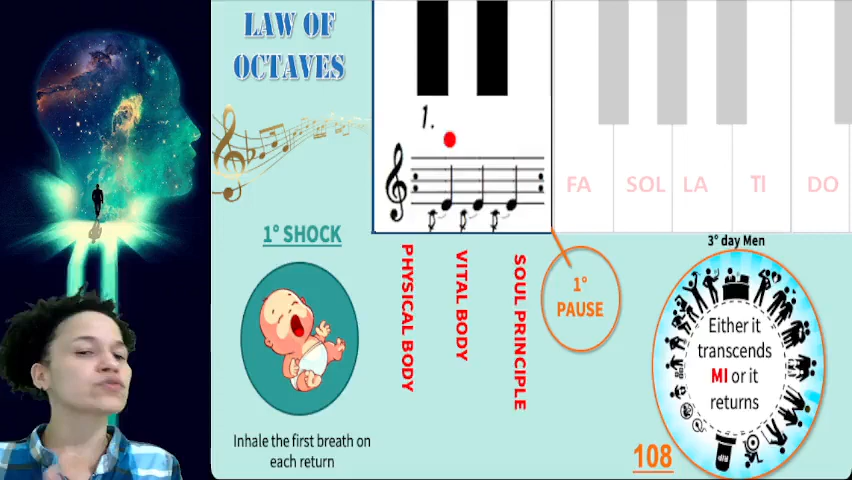 LAW OF
OCTAVES
1.
FA SOL LA TI DO
1° SHOCK
PHYSICAL BODY
VITAL BODY
SOUL PRINCIPLE
1°
PAUSE
3° day Men
Either it
transcends
MI or it
returns
RIP
Inhale the first breath on
each return
108